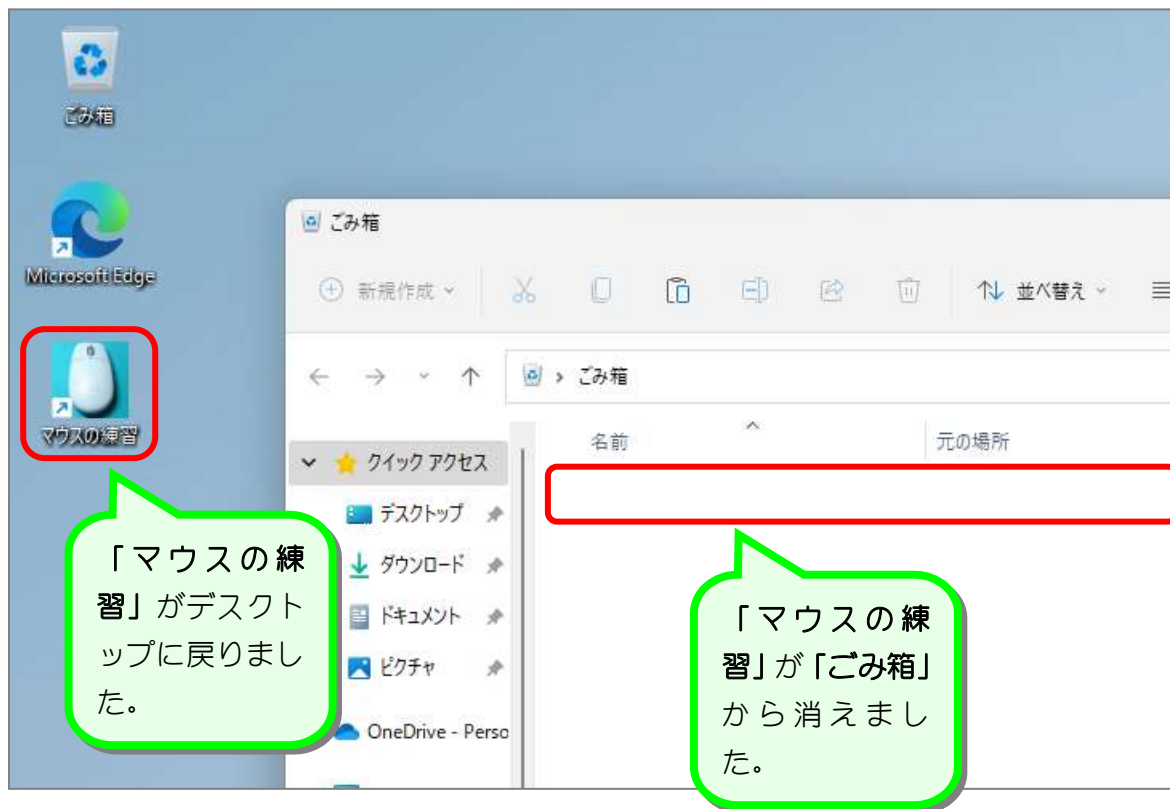 ごみ箱
Microsoft Edge
マウスの練習
ごみ箱
新規作成
並べ替え
ごみ箱
名前
元の場所
クイック アクセス
デスクトップ
ダウンロード
ドキュメント
ピクチャ
OneDrive - Perso
「マウスの練
習」がデスクト
ップに戻りまし
た。
「マウスの練
習」が「ごみ箱」
から消えまし
た。